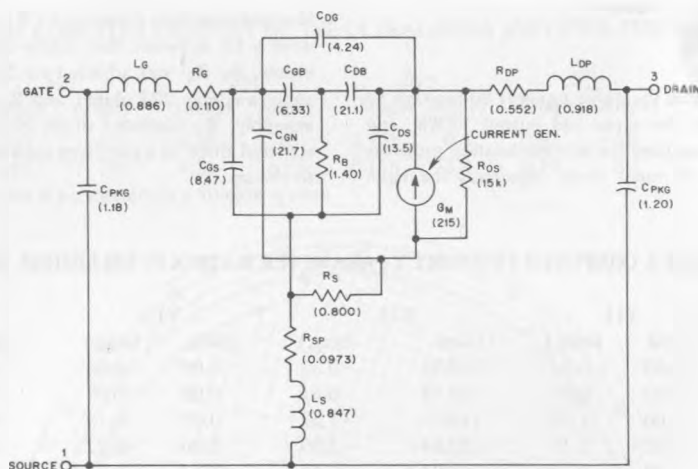 CDG
(4.24)
LG
RG
CGB
CDB
RDP
LDP
GATE 2
3 DRAIN
(0.886)
(0.110)
(6.33)
(21.1)
(0.552)
(0.918)
CGN
(21.7)
CDS
(13.5)
CURRENT GEN.
CPKG
(1.18)
CGS
(847)
RB
(1.40)
ROS
(15k)
CPKG
(1.20)
GM
(215)
RS
(0.800)
RSP
(0.0973)
LS
(0.847)
SOURCE 1